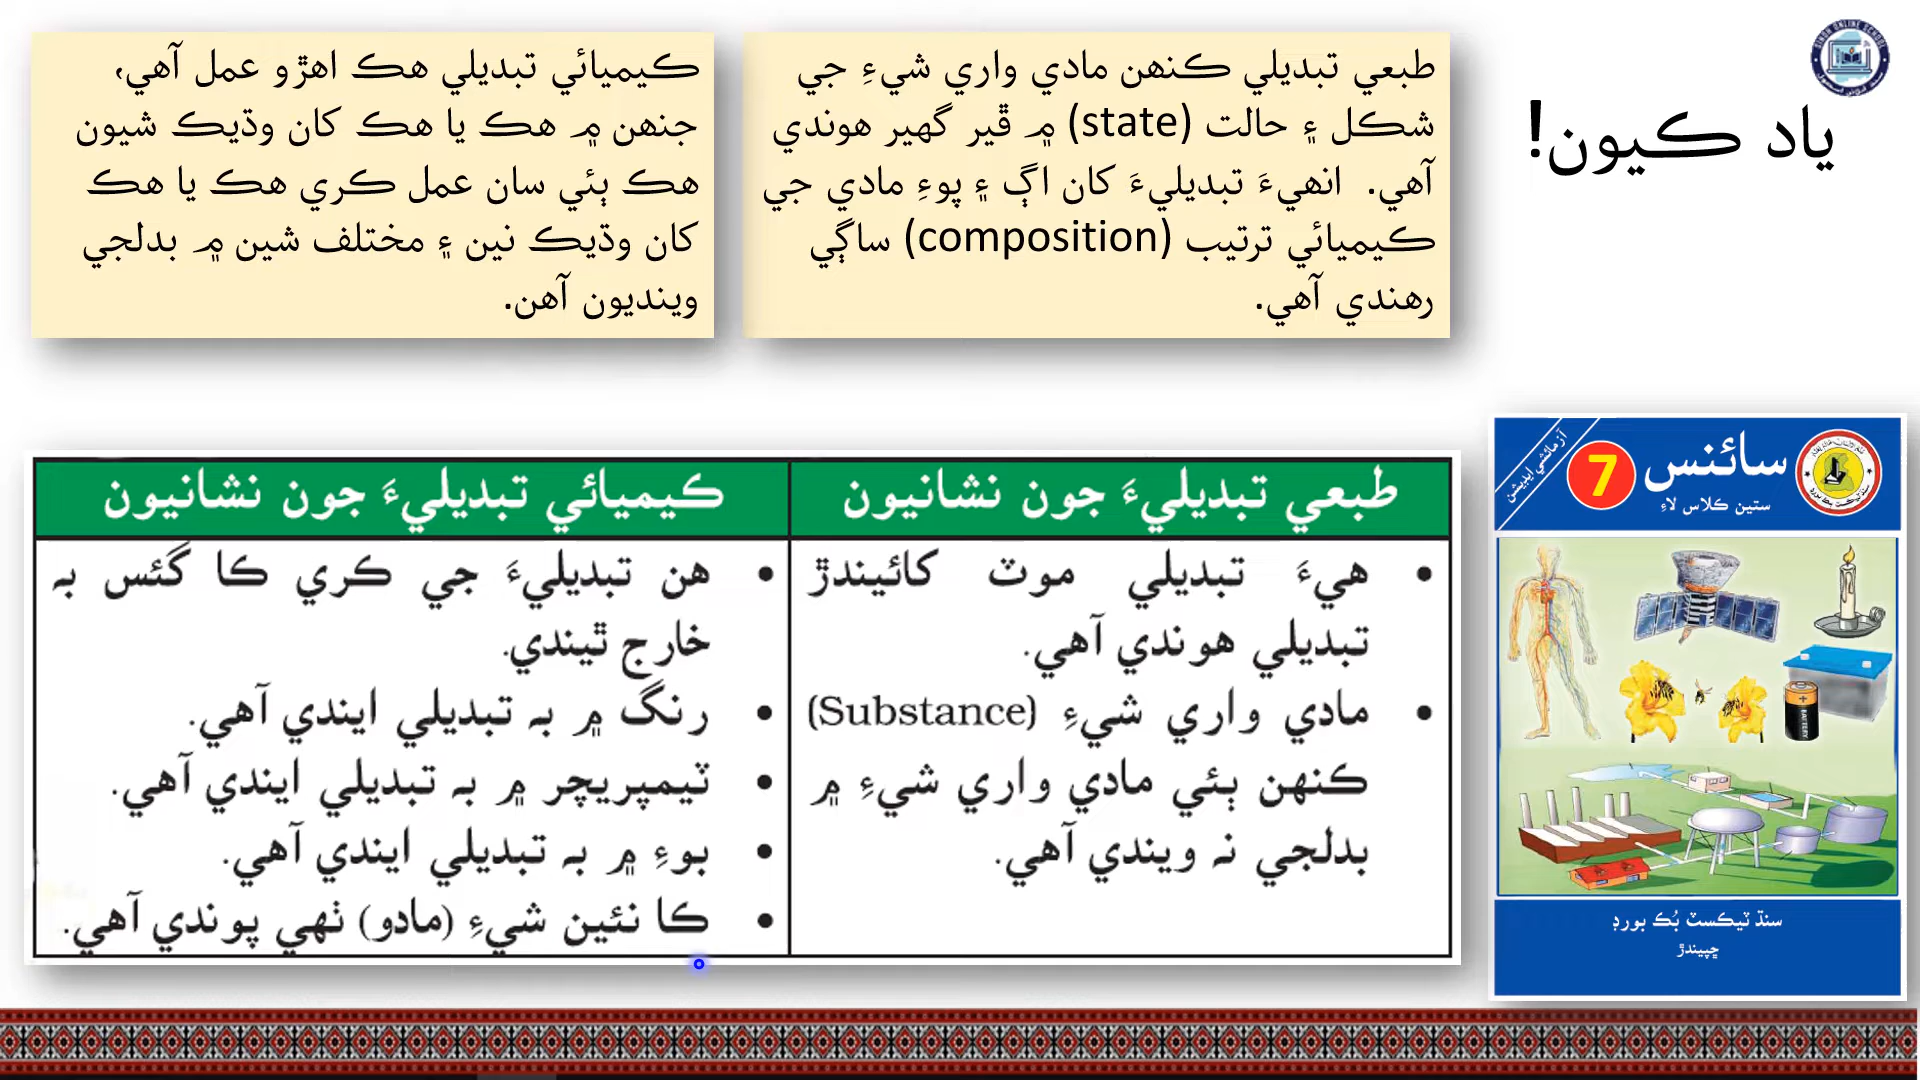 ياد ڪيون!
طبعي تبديلي ڪنهن مادي واري شيءِ جي
شڪل ۽ حالت (state) ۾ ڦير گهير هوندي
آهي. انهيءَ تبديليءَ کان اڳ ۽ پوءِ مادي جي
ڪيميائي ترتيب (composition) ساڳي
رهندي آهي.
ڪيميائي تبديلي هڪ اهڙو عمل آهي،
جنهن ۾ هڪ يا هڪ کان وڌيڪ شيون
هڪ ٻئي سان عمل ڪري هڪ يا هڪ
کان وڌيڪ نين ۽ مختلف شين ۾ بدلجي
وينديون آهن.
طبعي تبديليءَ جون نشانيون
هيءَ تبديلي موٽ کائيندڙ
تبديلي هوندي آهي.
مادي واري شيءِ (Substance)
ڪنهن ٻئي مادي واري شيءِ ۾
بدلجي نہ ويندي آهي.
ڪيميائي تبديليءَ جون نشانيون
هن تبديليءَ جي ڪري ڪا گئس بہ
خارج ٿيندي.
رنگ ۾ بہ تبديلي ايندي آهي.
ٽيمپريچر ۾ بہ تبديلي ايندي آهي.
بوءِ ۾ بہ تبديلي ايندي آهي.
ڪا نئين شيءِ (مادو) ٺهي پوندي آهي.
آزمائشي ايڊيشن
سائنس 7
ستين ڪلاس لاءِ
BATTERY
سنڌ ٽيڪسٽ بُڪ بورڊ
ڇپيندڙ